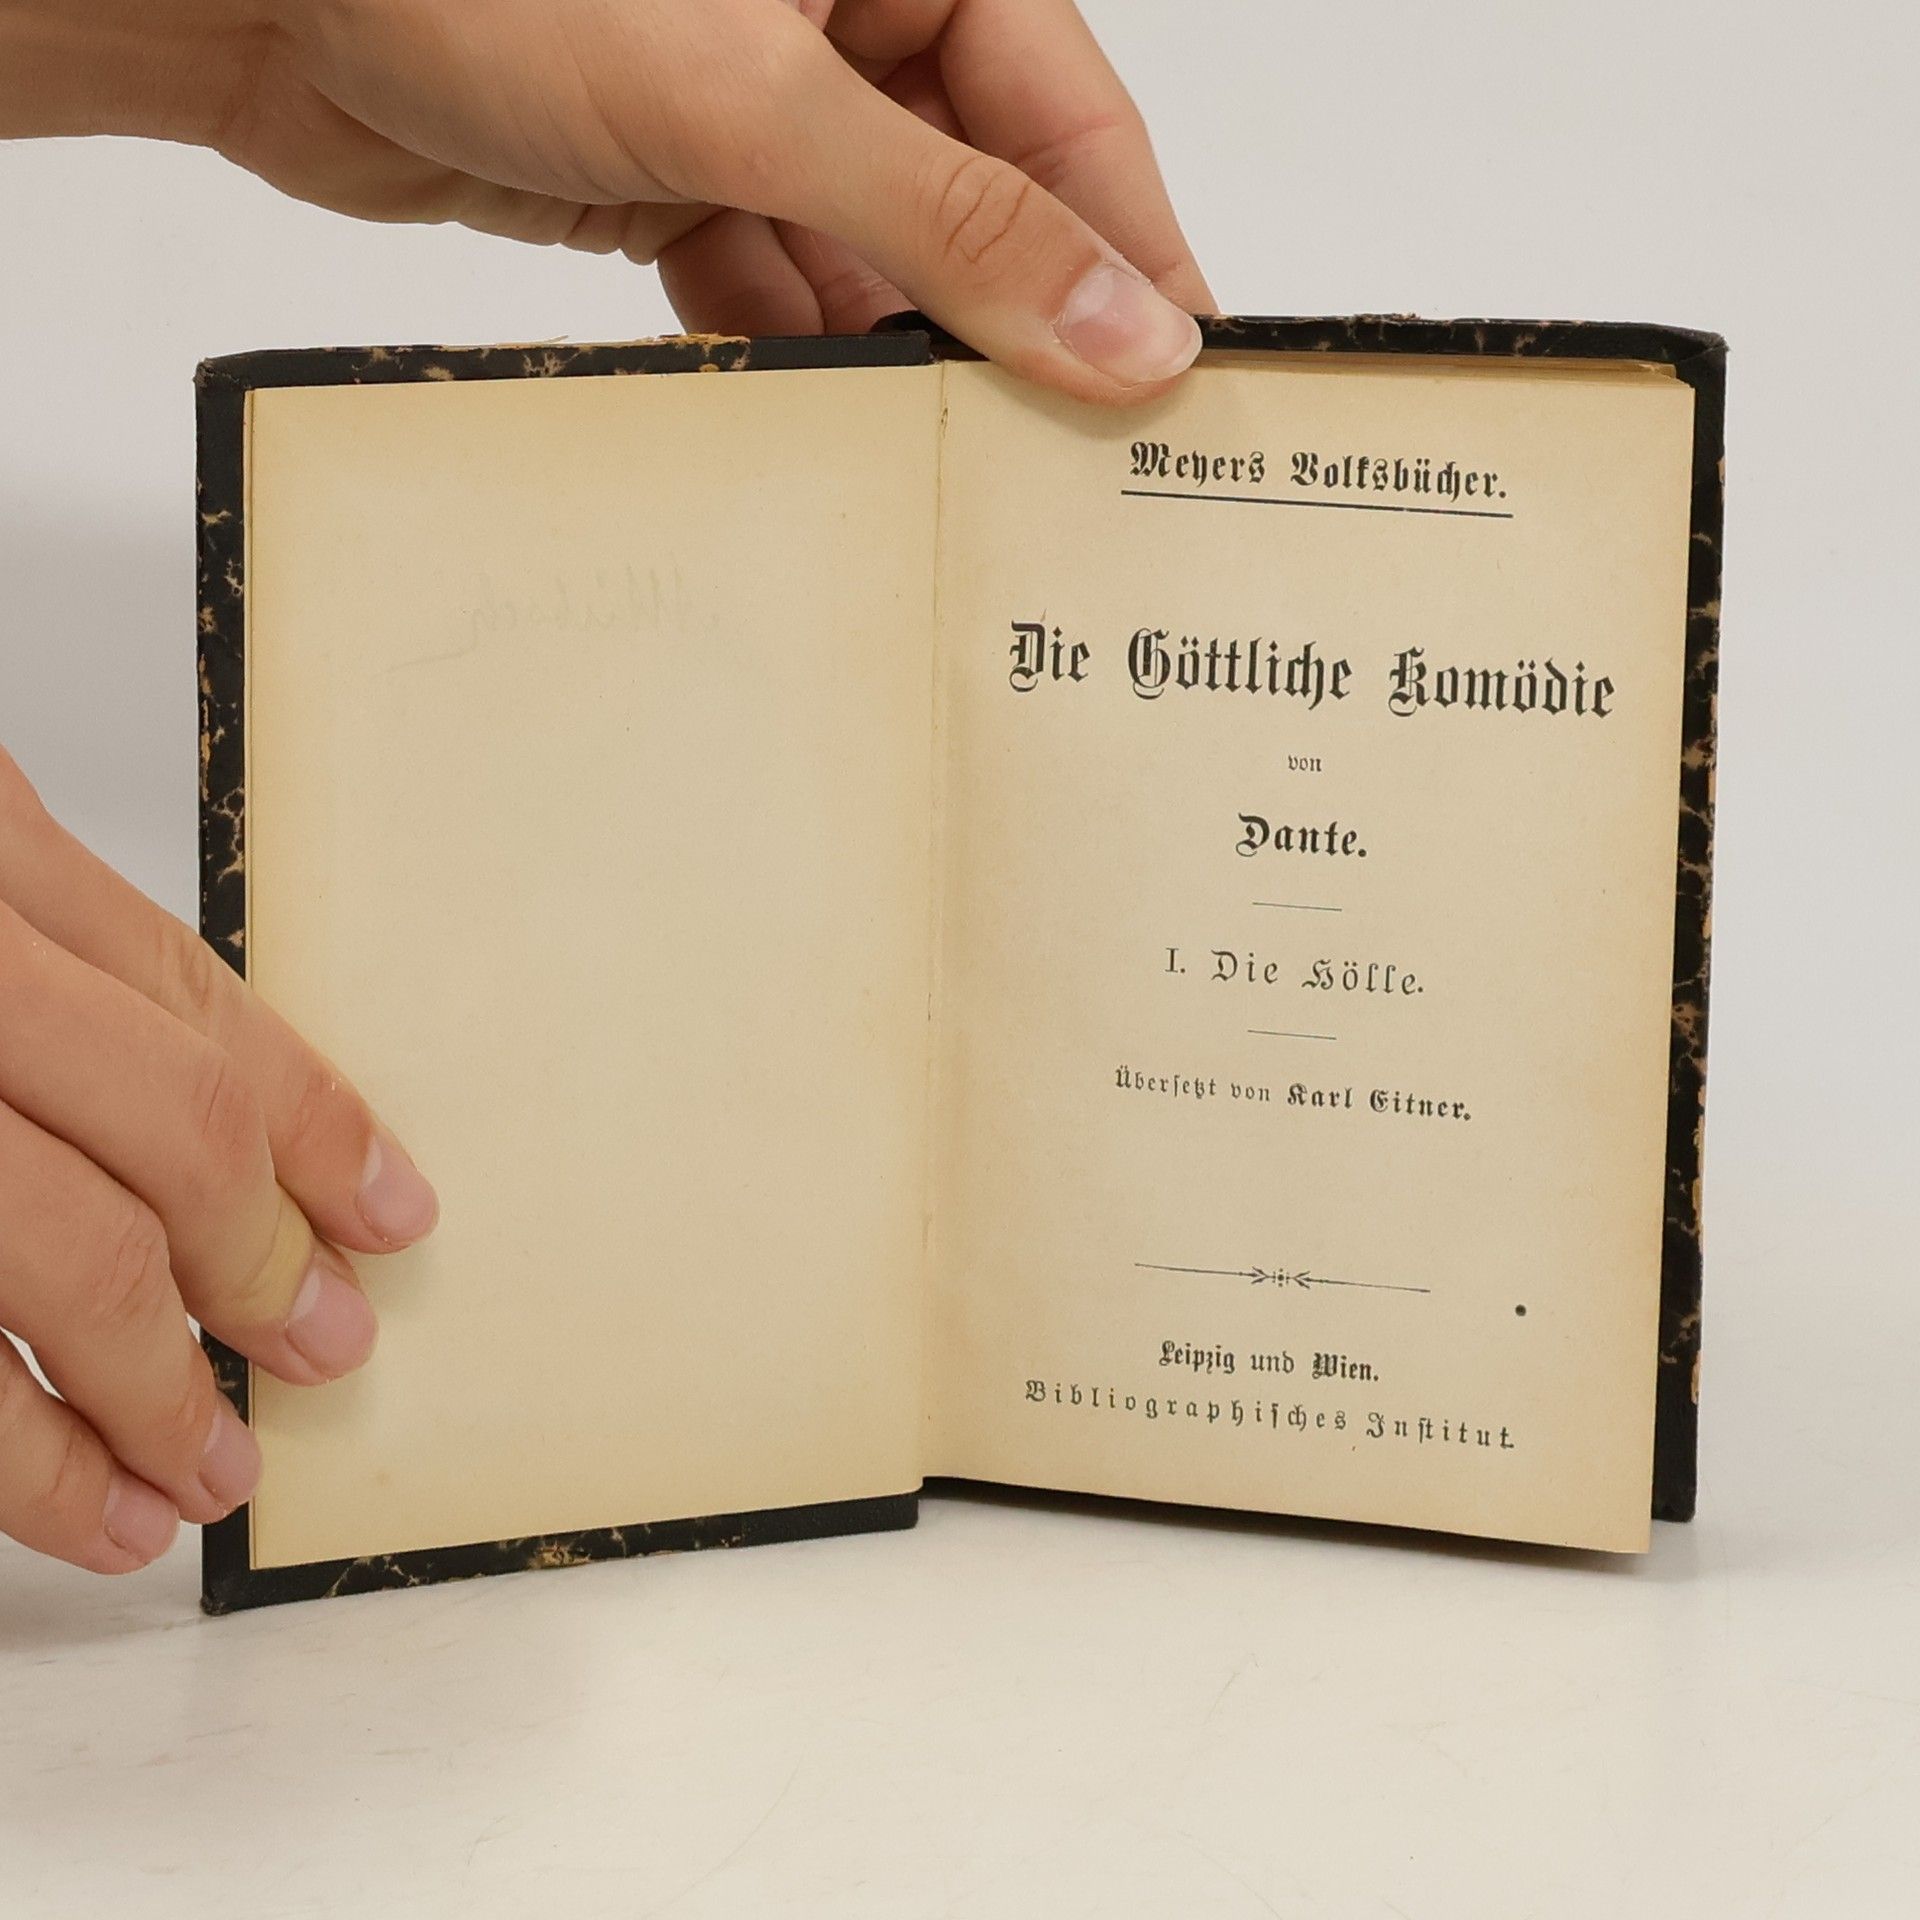 Meyers Volksbücher.
Die Göttliche Komödie
von
Dante.
I. Die Hölle.
Überſetzt von Karl Eitner.
Leipzig und Wien.
Bibliographiſches Inſtitut.